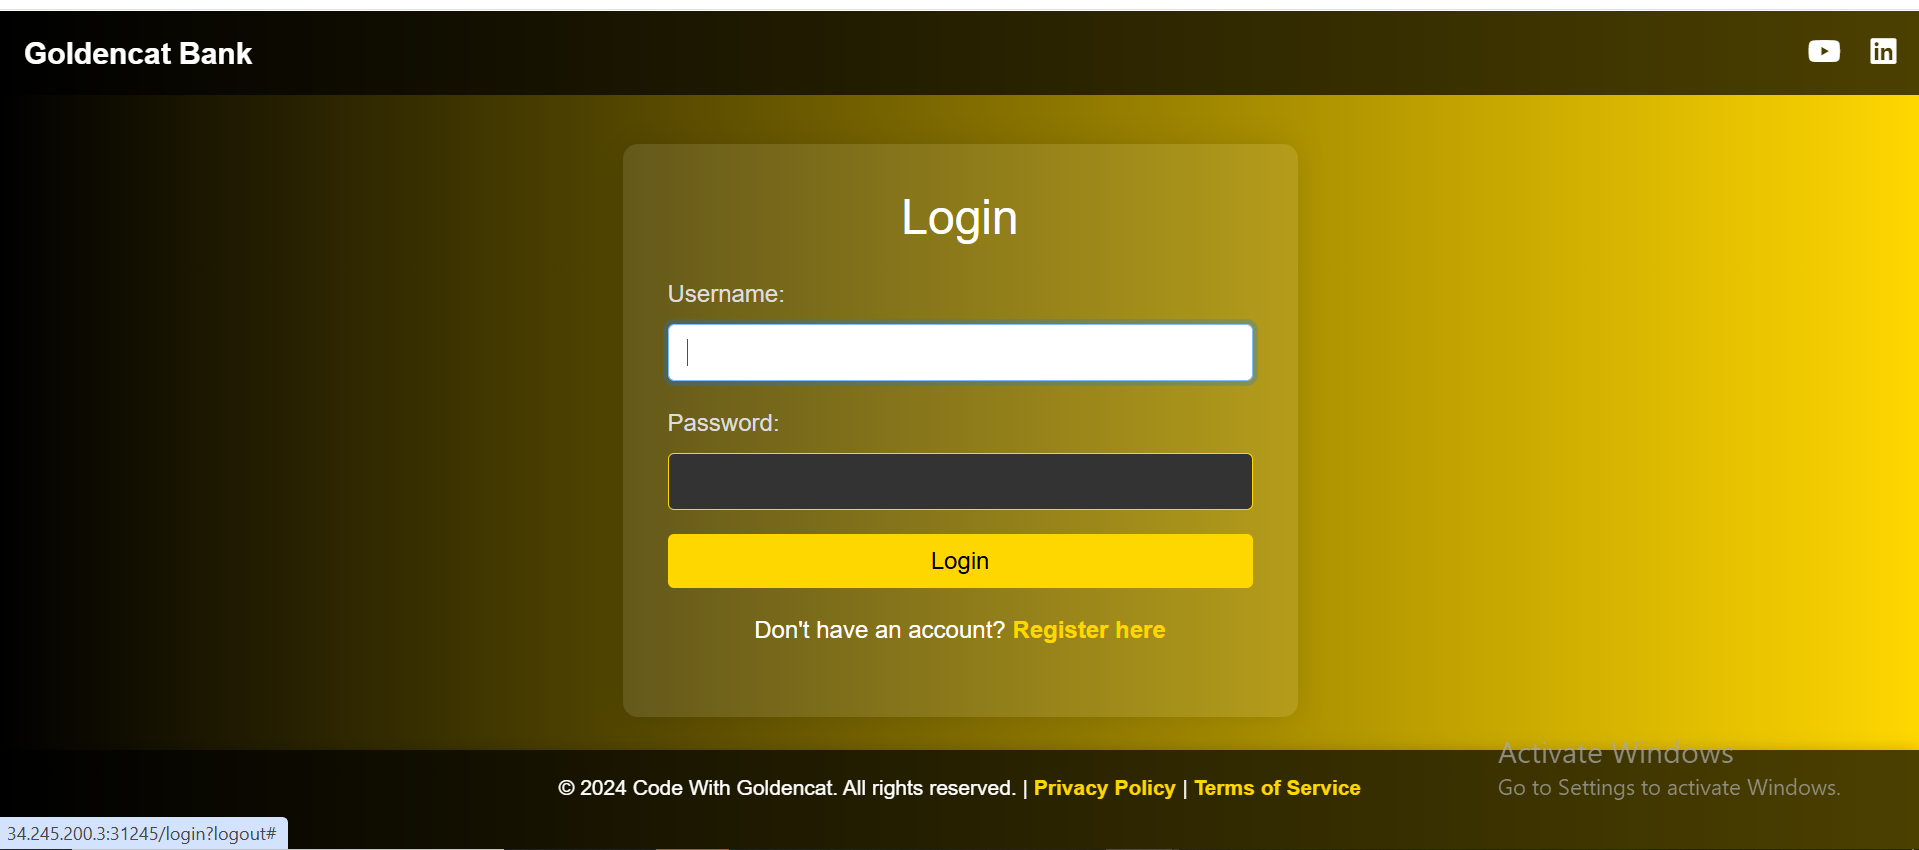 Goldencat Bank
Login
Username:
Password:
Login
Don't have an account? Register here
Activate Windows
© 2024 Code With Goldencat. All rights reserved. | Privacy Policy | Terms of Service
Go to Settings to activate Windows.
34.245.200.3:31245/login?logout#